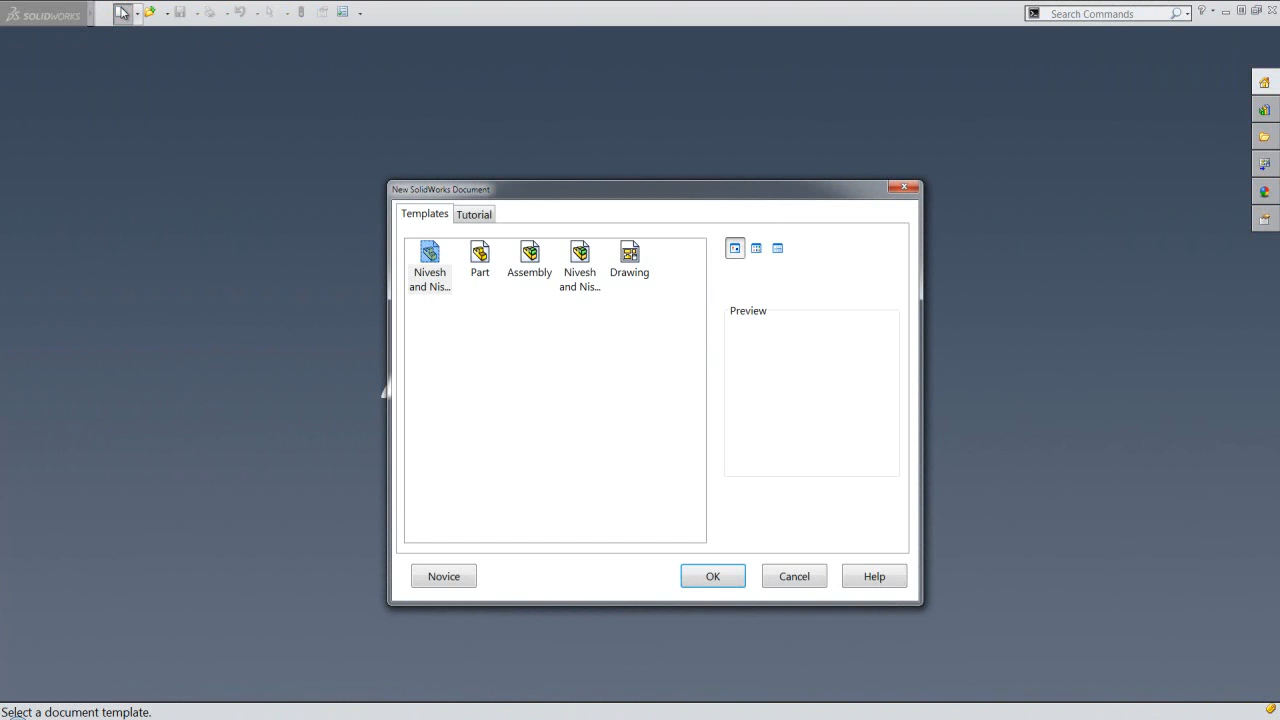 SOLIDWORKS
Search Commands
New SolidWorks Document
Templates
Tutorial
Nivesh and Nis...
Part
Assembly
Nivesh and Nis...
Drawing
Preview
Novice
OK
Cancel
Help
Select a document template.